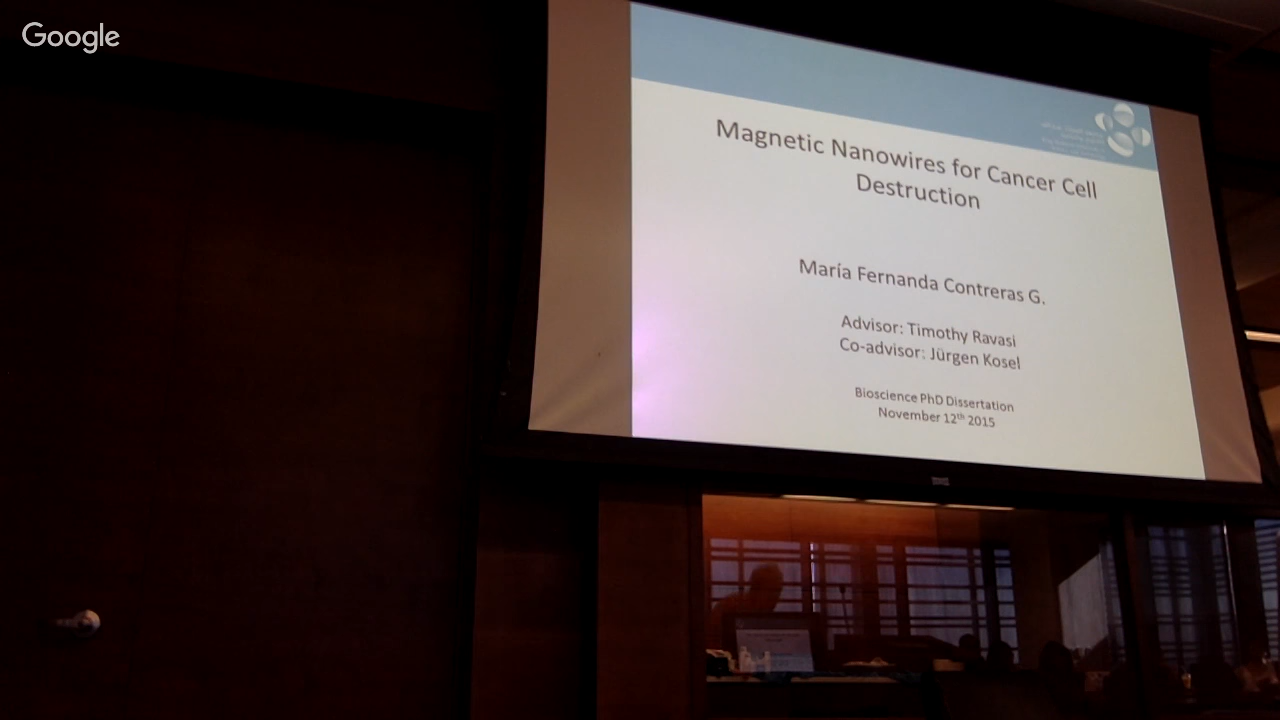 Google
Magnetic Nanowires for Cancer Cell
Destruction
María Fernanda Contreras G.
Advisor: Timothy Ravasi
Co-advisor: Jürgen Kosel
Bioscience PhD Dissertation
November 12th 2015